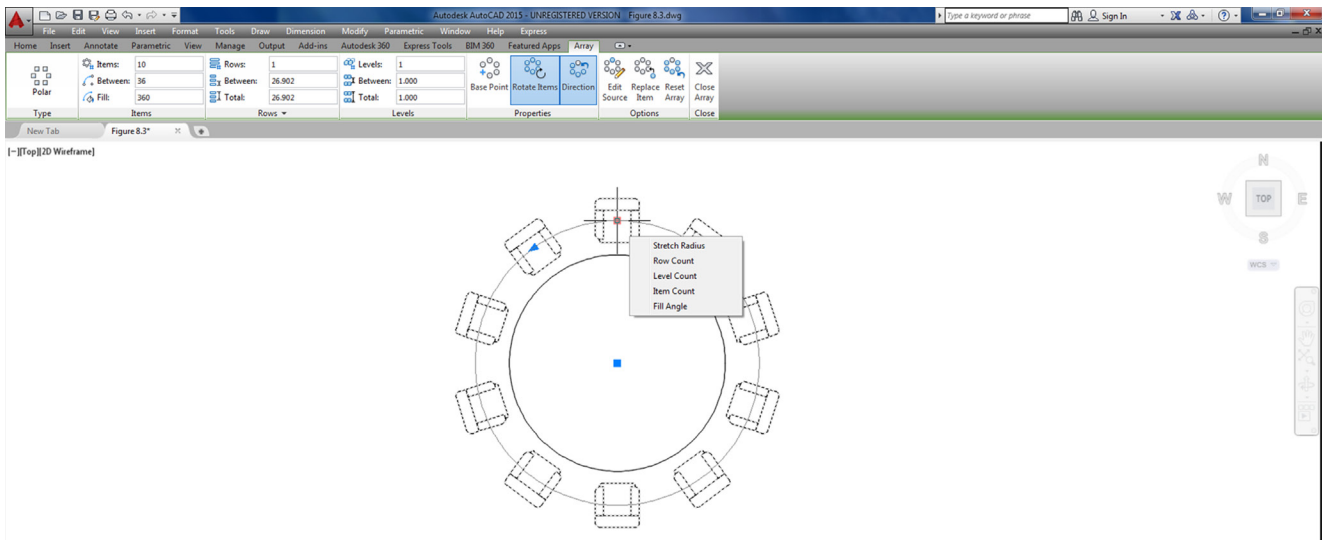 Autodesk AutoCAD 2015 - UNREGISTERED VERSION Figure 8.3.dwg
Type a keyword or phrase
Sign In
File Edit View Insert Format Tools Draw Dimension Modify Parametric Window Help Express
Home Insert Annotate Parametric View Manage Output Add-ins Autodesk 360 Express Tools BIM 360 Featured Apps Array
Polar
Items: 10
Between: 36
Fill: 360
Rows: 1
Between: 26.902
Total: 26.902
Levels: 1
Between: 1.000
Total: 1.000
Base Point
Rotate Items
Direction
Edit Source
Replace Item
Reset Array
Close Array
Type Items Rows Levels Properties Options Close
New Tab Figure 8.3*
[−][Top][2D Wireframe]
N
W TOP E
S
WCS
Stretch Radius
Row Count
Level Count
Item Count
Fill Angle